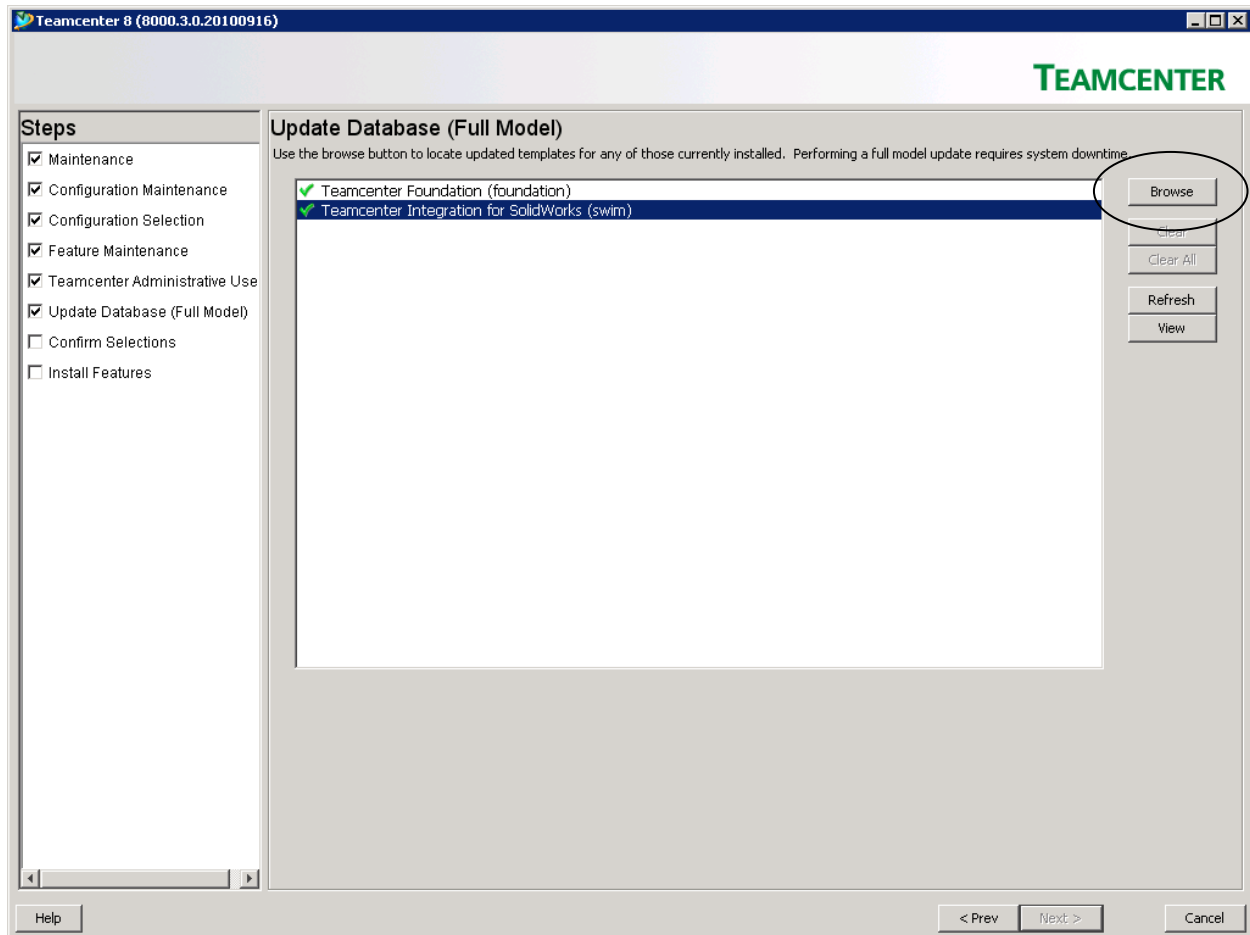 Teamcenter 8 (8000.3.0.20100916)
TEAMCENTER
Steps
Maintenance
Configuration Maintenance
Configuration Selection
Feature Maintenance
Teamcenter Administrative Use
Update Database (Full Model)
Confirm Selections
Install Features
Update Database (Full Model)
Use the browse button to locate updated templates for any of those currently installed. Performing a full model update requires system downtime.
Teamcenter Foundation (foundation)
Teamcenter Integration for SolidWorks (swim)
Browse
Clear
Clear All
Refresh
View
Help
< Prev
Next >
Cancel